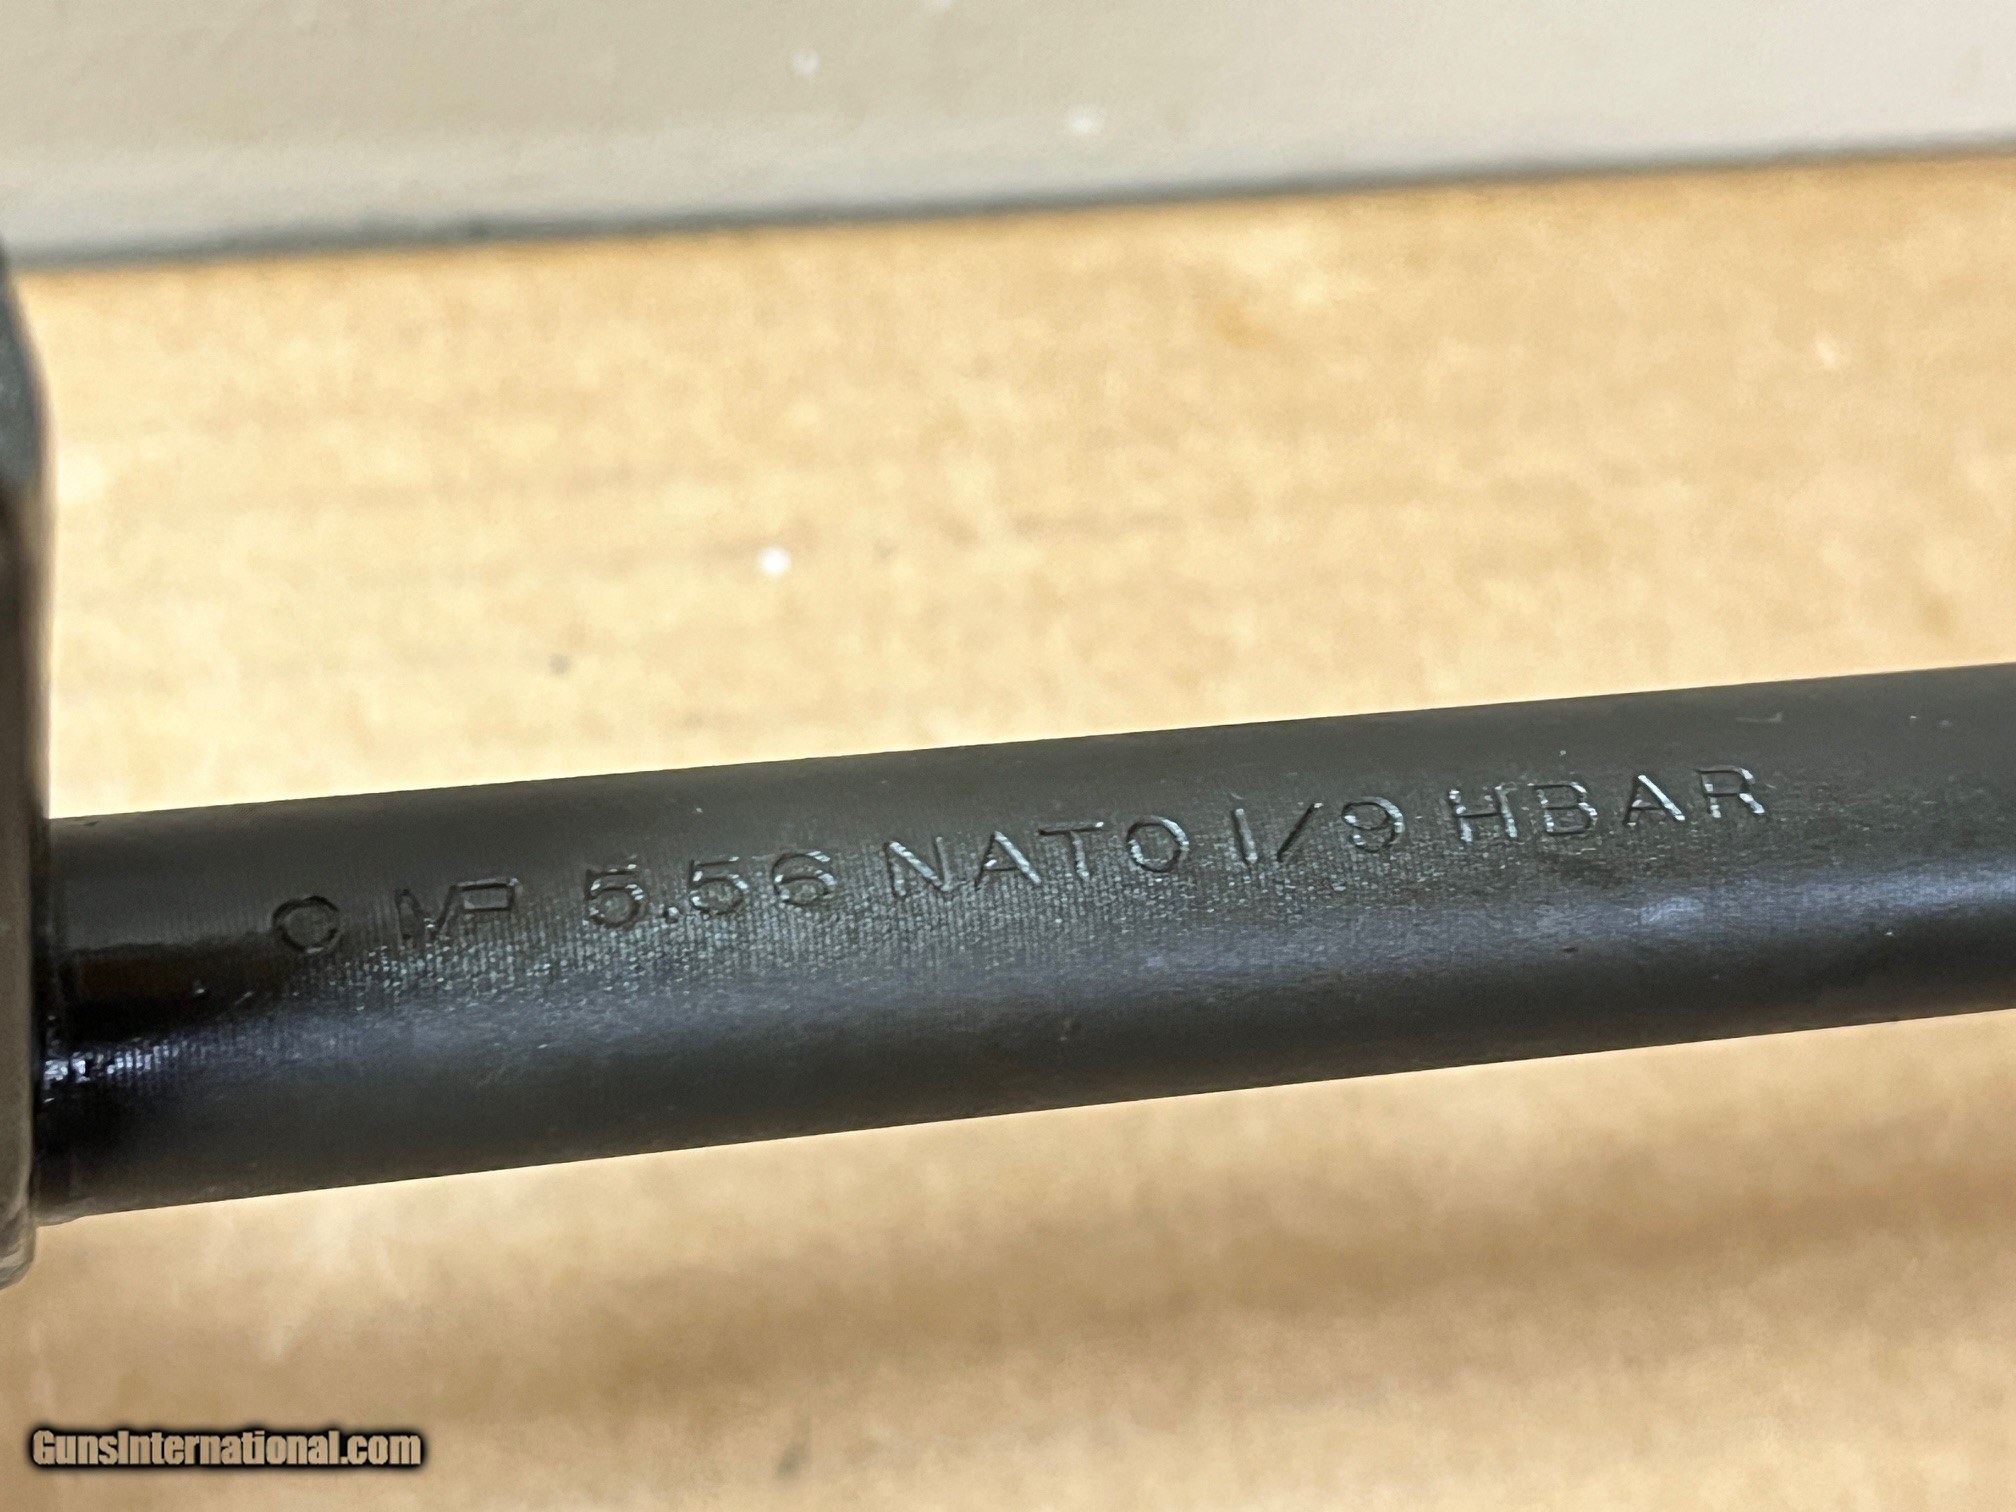 C MP 5.56 NATO 1/9 HBAR
GunsInternational.com